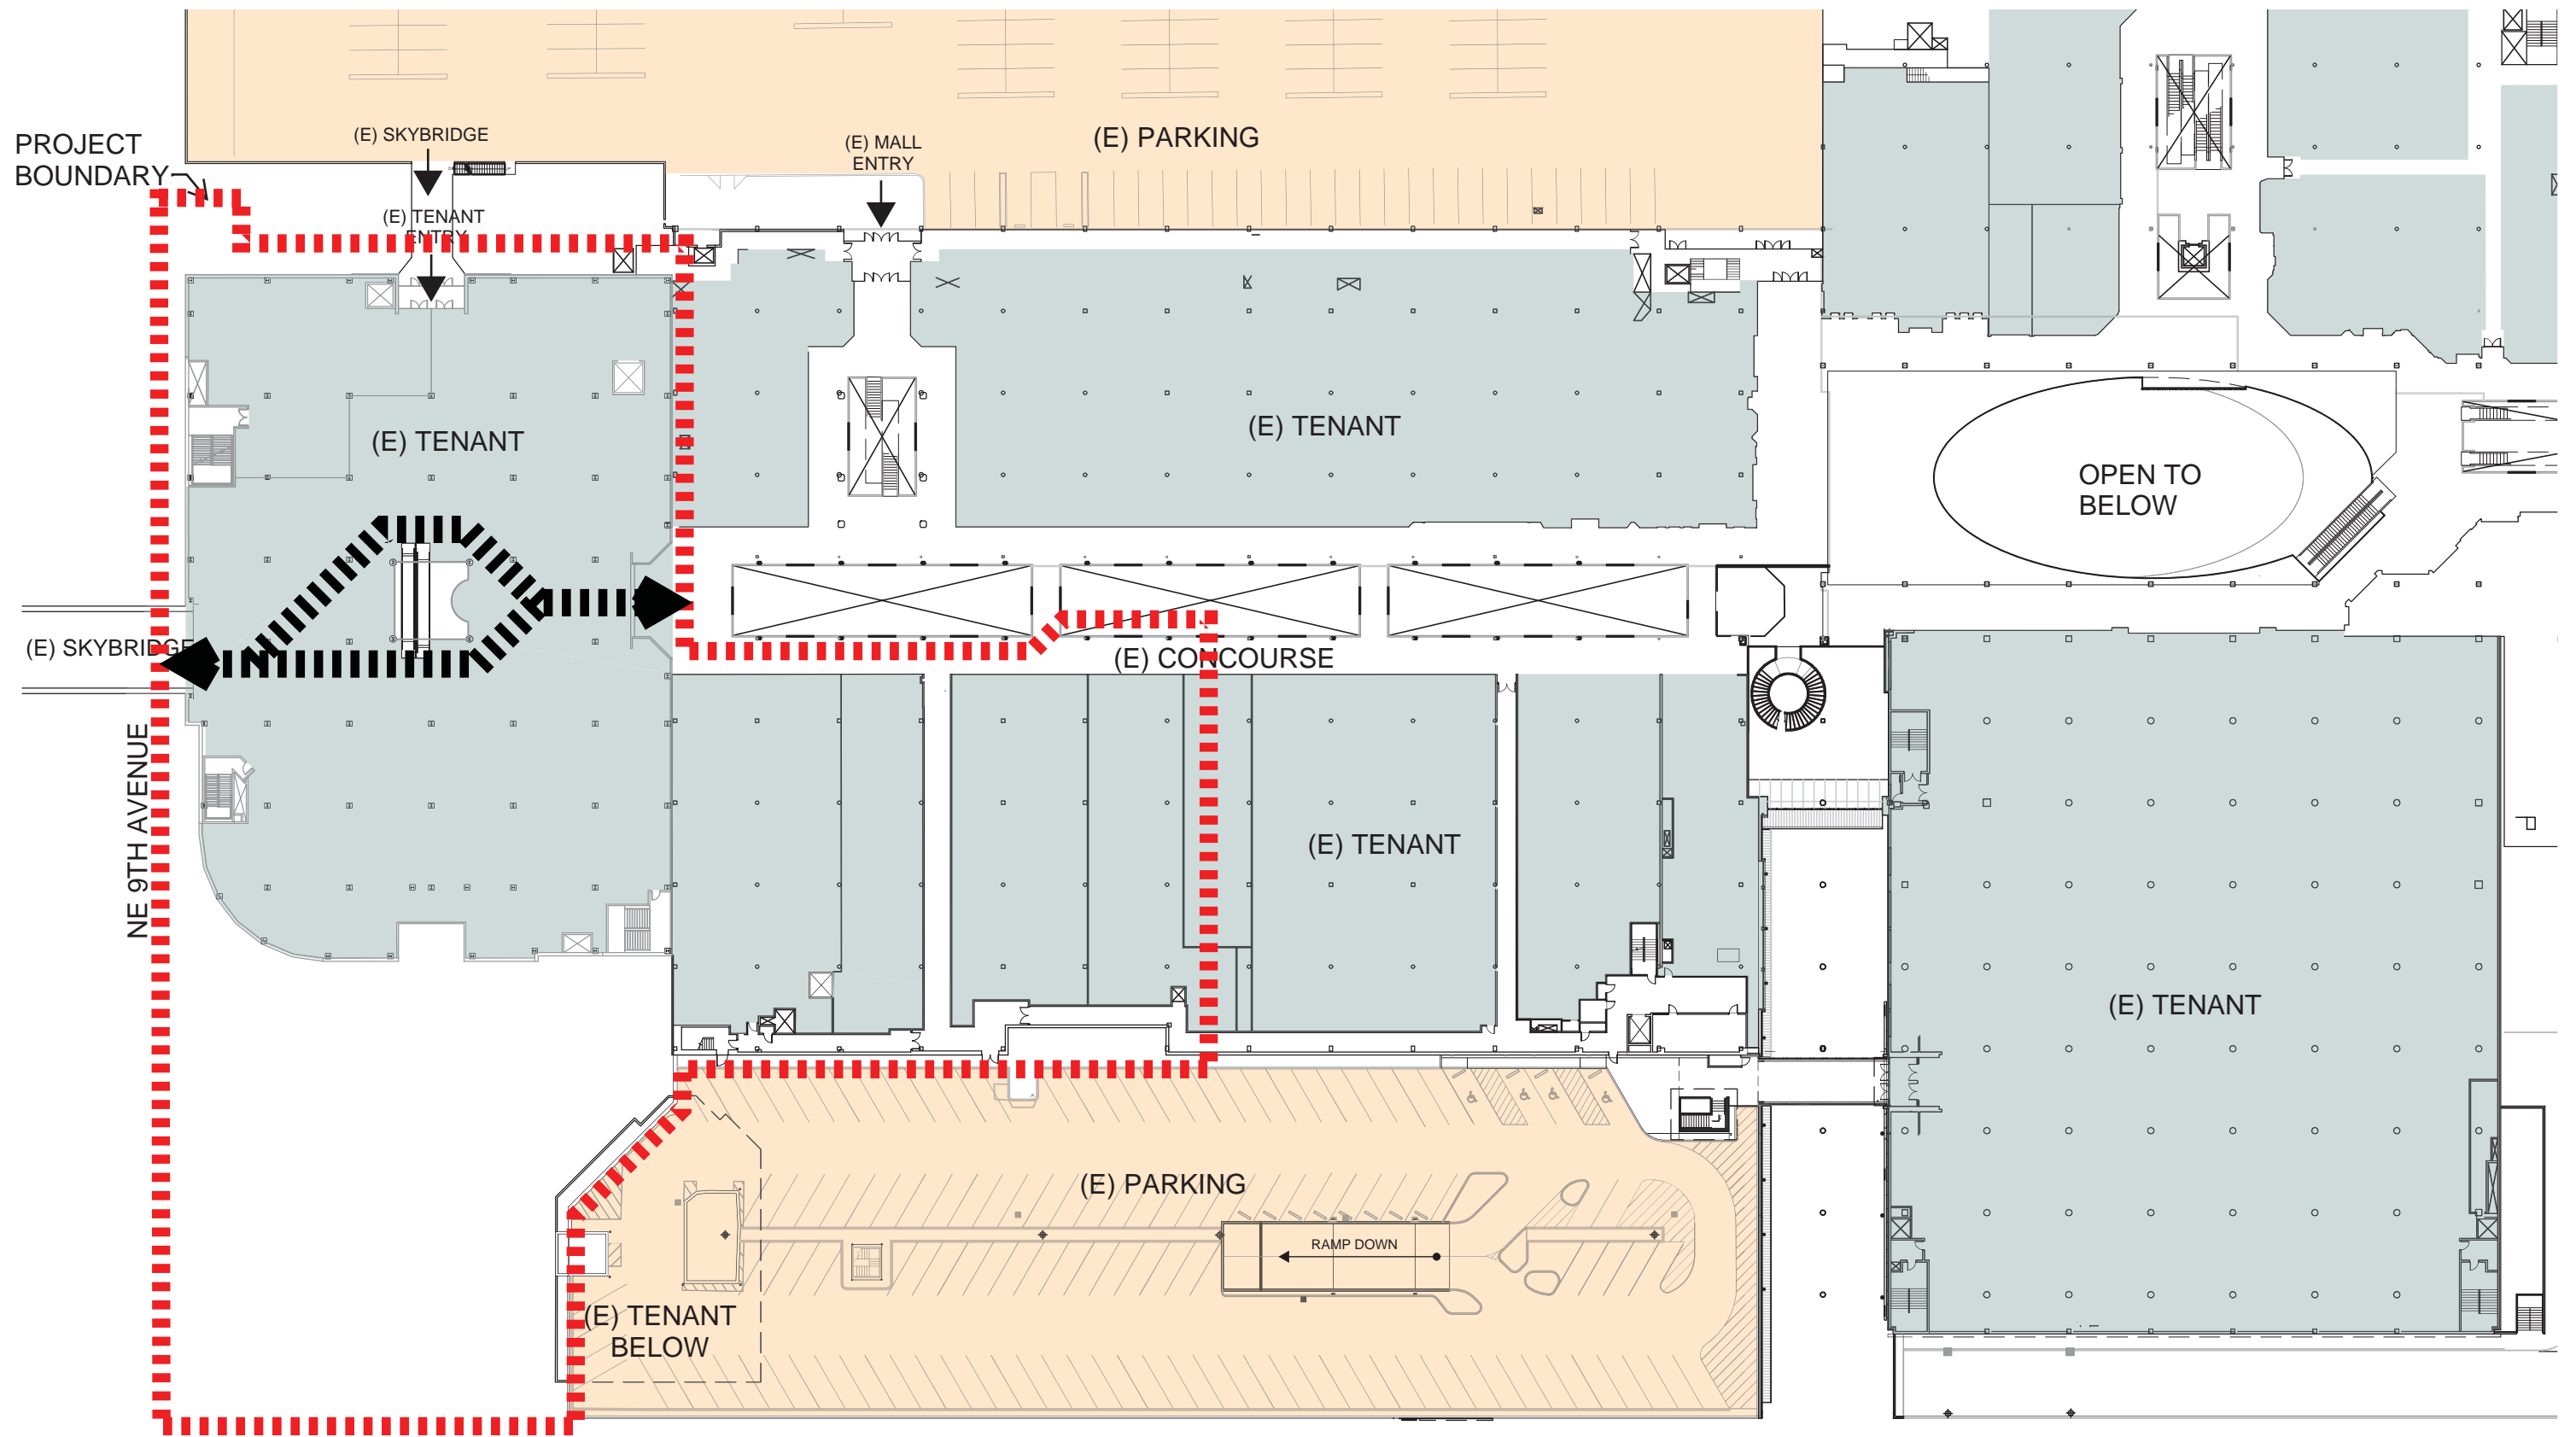 (E) SKYBRIDGE
(E) MALL
ENTRY
(E) PARKING
PROJECT
BOUNDARY
(E) TENANT
ENTRY
(E) TENANT
(E) TENANT
OPEN TO
BELOW
(E) SKYBRIDGE
(E) CONCOURSE
NE 9TH AVENUE
(E) TENANT
(E) TENANT
(E) PARKING
RAMP DOWN
(E) TENANT
BELOW